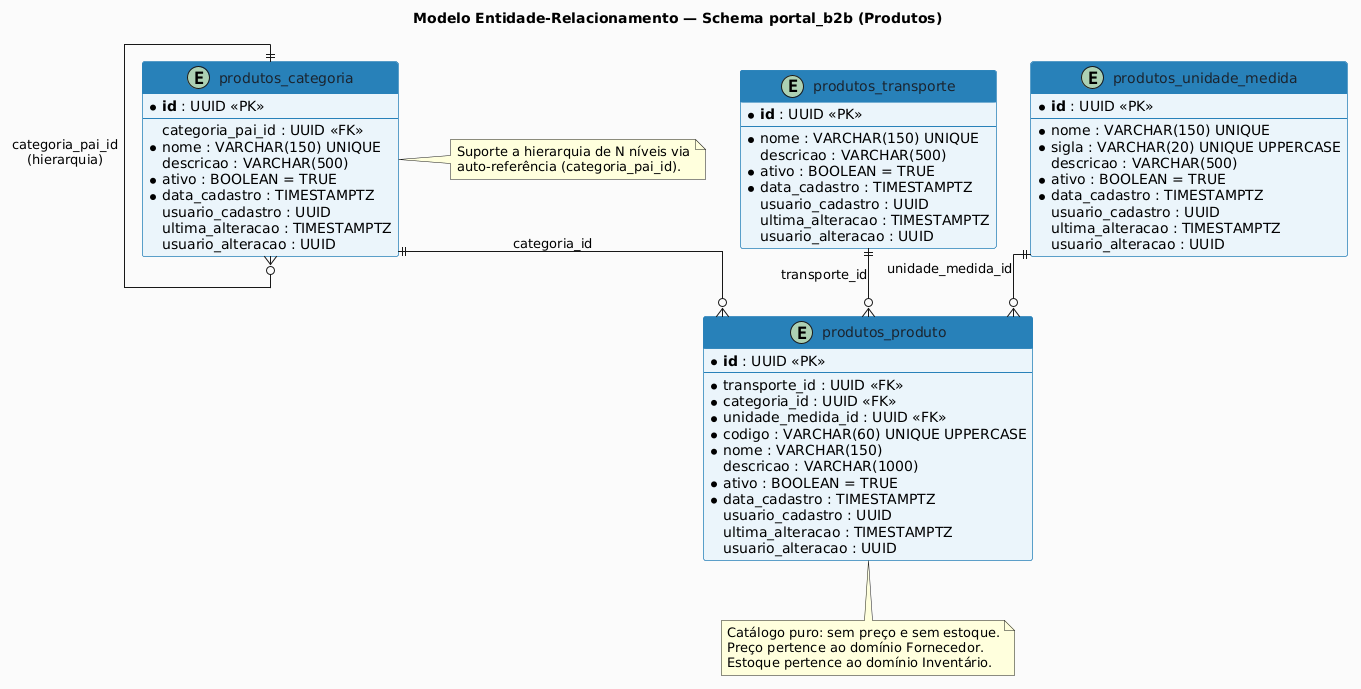 Modelo Entidade-Relacionamento — Schema portal_b2b (Produtos)
E produtos_categoria
id : UUID «PK»
categoria_pai_id : UUID «FK»
nome : VARCHAR(150) UNIQUE
descricao : VARCHAR(500)
ativo : BOOLEAN = TRUE
data_cadastro : TIMESTAMPTZ
usuario_cadastro : UUID
ultima_alteracao : TIMESTAMPTZ
usuario_alteracao : UUID
categoria_pai_id
(hierarquia)
Suporte a hierarquia de N níveis via
auto-referência (categoria_pai_id).
E produtos_transporte
id : UUID «PK»
nome : VARCHAR(150) UNIQUE
descricao : VARCHAR(500)
ativo : BOOLEAN = TRUE
data_cadastro : TIMESTAMPTZ
usuario_cadastro : UUID
ultima_alteracao : TIMESTAMPTZ
usuario_alteracao : UUID
E produtos_unidade_medida
id : UUID «PK»
nome : VARCHAR(150) UNIQUE
sigla : VARCHAR(20) UNIQUE UPPERCASE
descricao : VARCHAR(500)
ativo : BOOLEAN = TRUE
data_cadastro : TIMESTAMPTZ
usuario_cadastro : UUID
ultima_alteracao : TIMESTAMPTZ
usuario_alteracao : UUID
categoria_id
transporte_id
unidade_medida_id
E produtos_produto
id : UUID «PK»
transporte_id : UUID «FK»
categoria_id : UUID «FK»
unidade_medida_id : UUID «FK»
codigo : VARCHAR(60) UNIQUE UPPERCASE
nome : VARCHAR(150)
descricao : VARCHAR(1000)
ativo : BOOLEAN = TRUE
data_cadastro : TIMESTAMPTZ
usuario_cadastro : UUID
ultima_alteracao : TIMESTAMPTZ
usuario_alteracao : UUID
Catálogo puro: sem preço e sem estoque.
Preço pertence ao domínio Fornecedor.
Estoque pertence ao domínio Inventário.